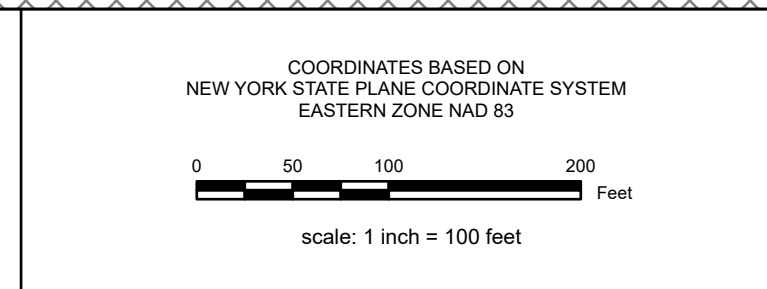 COORDINATES BASED ON
NEW YORK STATE PLANE COORDINATE SYSTEM
EASTERN ZONE NAD 83
0 50 100 200
Feet
scale: 1 inch = 100 feet